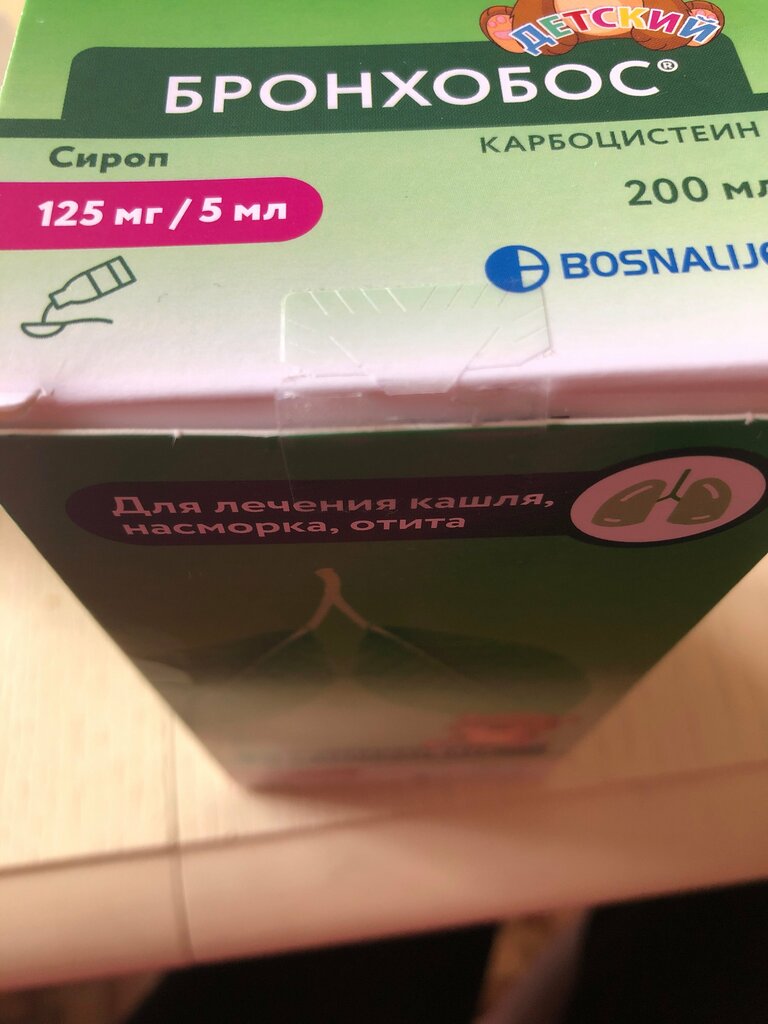 ДЕТСКИЙ
БРОНХОБОС®
Сироп
КАРБОЦИСТЕИН
125 мг / 5 мл
200 мл
BOSNALIJE
Для лечения кашля,
насморка, отита